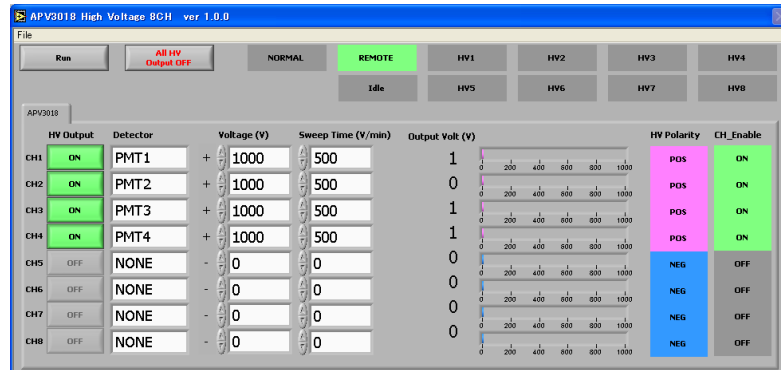 APV3018 High Voltage 8CH ver 1.0.0
File
Run All HV Output OFF NORMAL REMOTE HV1 HV2 HV3 HV4
Idle HV5 HV6 HV7 HV8
APV3018
HV Output Detector Voltage (V) Sweep Time (V/min) Output Volt (V) HV Polarity CH_Enable
CH1 ON PMT1 + 1000 500 1 0 200 400 600 800 1000 POS ON
CH2 ON PMT2 + 1000 500 0 0 200 400 600 800 1000 POS ON
CH3 ON PMT3 + 1000 500 1 0 200 400 600 800 1000 POS ON
CH4 ON PMT4 + 1000 500 1 0 200 400 600 800 1000 POS ON
CH5 OFF NONE - 0 0 0 0 200 400 600 800 1000 NEG OFF
CH6 OFF NONE - 0 0 0 0 200 400 600 800 1000 NEG OFF
CH7 OFF NONE - 0 0 0 0 200 400 600 800 1000 NEG OFF
CH8 OFF NONE - 0 0 0 0 200 400 600 800 1000 NEG OFF